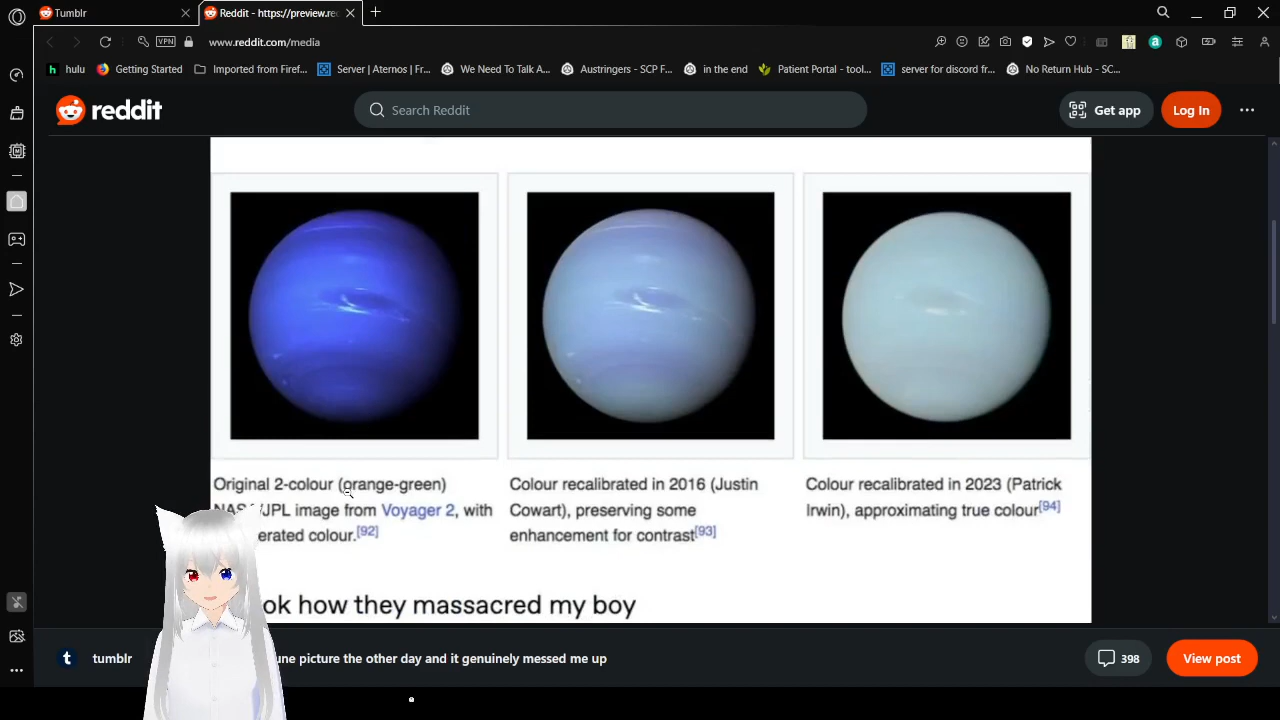 Tumblr
Reddit - https://preview.red
VPN
www.reddit.com/media
hulu
Getting Started
Imported from Firef...
Server | Aternos | Fr...
We Need To Talk A...
Austringers - SCP F...
in the end
Patient Portal - tool...
server for discord fr...
No Return Hub - SC...
reddit
Search Reddit
Get app
Log In
Original 2-colour (orange-green)
NASA/JPL image from Voyager 2, with
erated colour.[92]
Colour recalibrated in 2016 (Justin
Cowart), preserving some
enhancement for contrast[93]
Colour recalibrated in 2023 (Patrick
Irwin), approximating true colour[94]
ok how they massacred my boy
tumblr
une picture the other day and it genuinely messed me up
398
View post